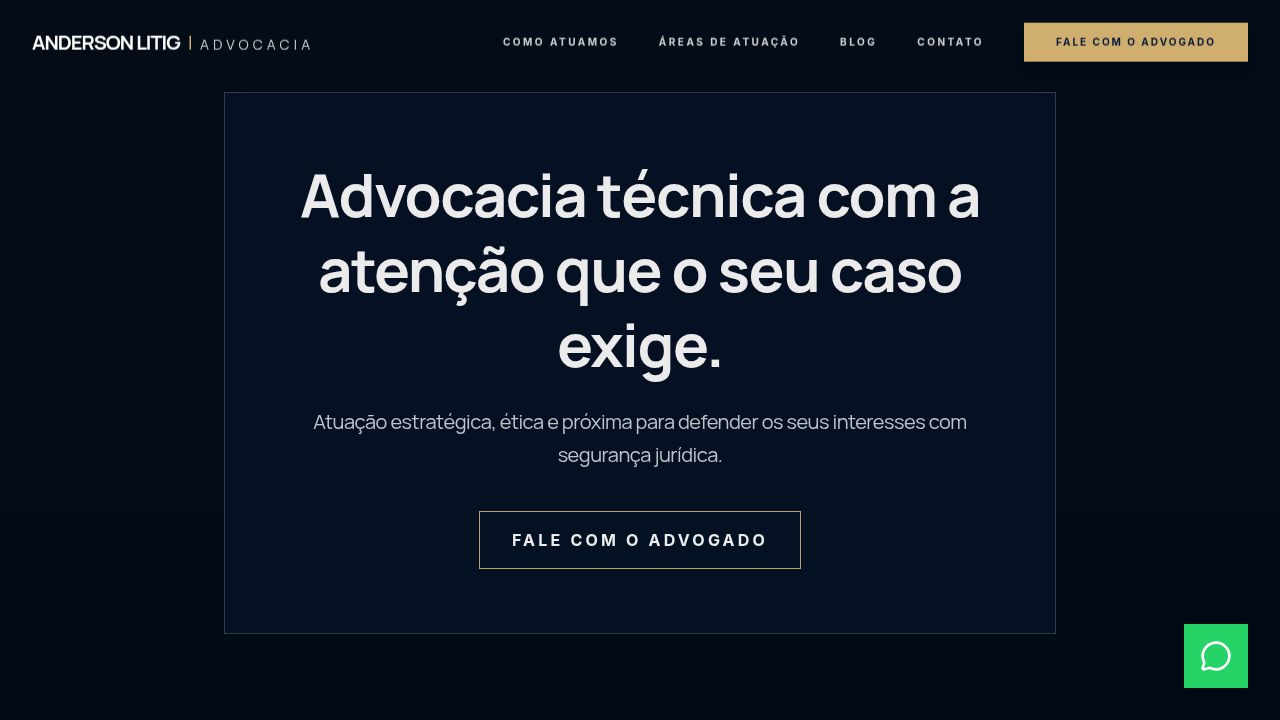 ANDERSON LITIG | ADVOCACIA
COMO ATUAMOS
ÁREAS DE ATUAÇÃO
BLOG
CONTATO
FALE COM O ADVOGADO
Advocacia técnica com a
atenção que o seu caso
exige.
Atuação estratégica, ética e próxima para defender os seus interesses com
segurança jurídica.
FALE COM O ADVOGADO